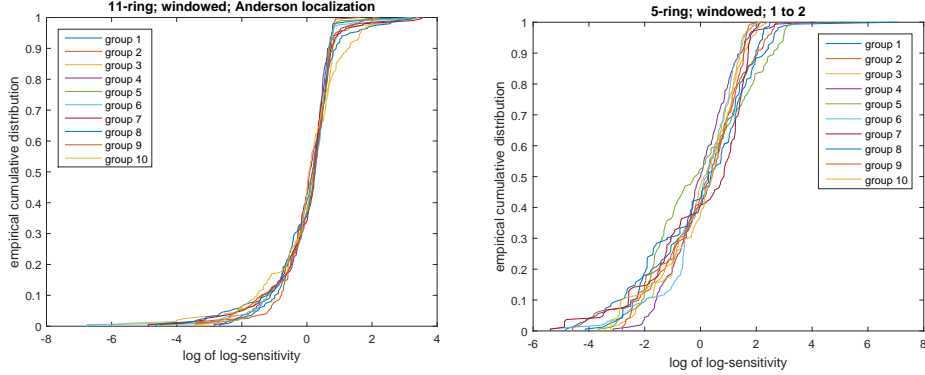 11-ring; windowed; Anderson localization
1
0.9
0.8
0.7
0.6
0.5
0.4
0.3
0.2
0.1
0
empirical cumulative distribution
group 1
group 2
group 3
group 4
group 5
group 6
group 7
group 8
group 9
group 10
-8 -6 -4 -2 0 2 4
log of log-sensitivity
5-ring; windowed; 1 to 2
1
0.9
0.8
0.7
0.6
0.5
0.4
0.3
0.2
0.1
0
empirical cumulative distribution
group 1
group 2
group 3
group 4
group 5
group 6
group 7
group 8
group 9
group 10
-6 -4 -2 0 2 4 6 8
log of log-sensitivity